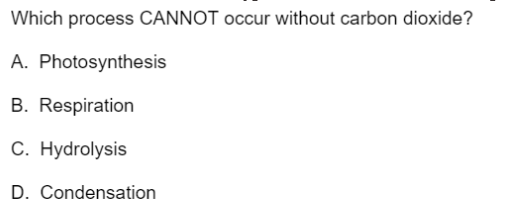 Which process CANNOT occur without carbon dioxide?
A. Photosynthesis
B. Respiration
C. Hydrolysis
D. Condensation